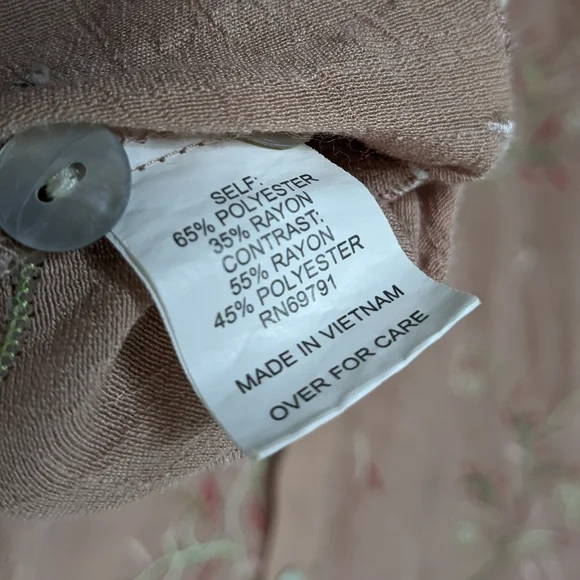 SELF:
65% POLYESTER
35% RAYON
CONTRAST:
55% RAYON
45% POLYESTER
RN69791
MADE IN VIETNAM
OVER FOR CARE